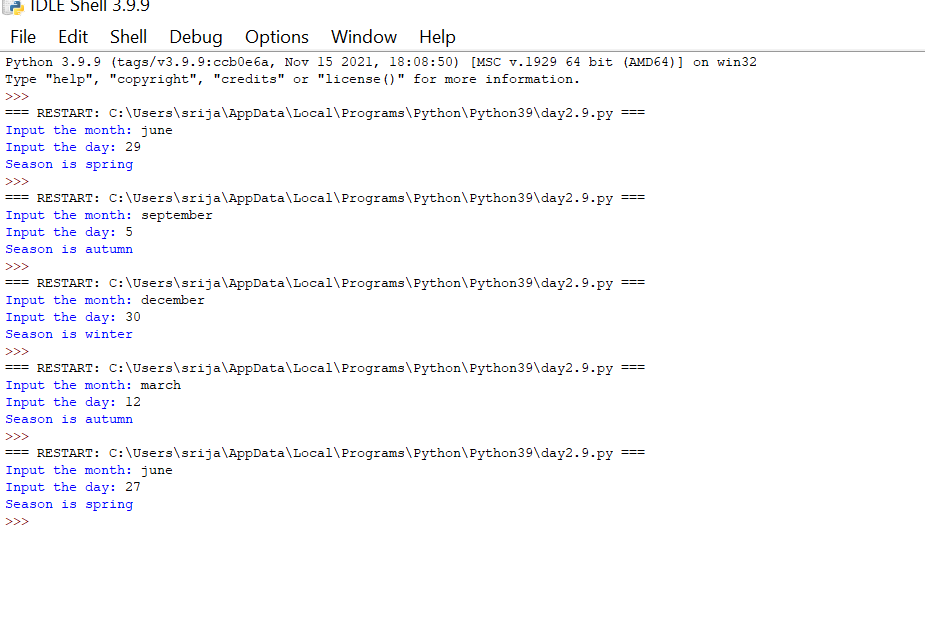 IDLE Shell 3.9.9
File Edit Shell Debug Options Window Help
Python 3.9.9 (tags/v3.9.9:ccb0e6a, Nov 15 2021, 18:08:50) [MSC v.1929 64 bit (AMD64)] on win32
Type "help", "copyright", "credits" or "license()" for more information.
>>>
=== RESTART: C:\Users\srija\AppData\Local\Programs\Python\Python39\day2.9.py ===
Input the month: june
Input the day: 29
Season is spring
>>>
=== RESTART: C:\Users\srija\AppData\Local\Programs\Python\Python39\day2.9.py ===
Input the month: september
Input the day: 5
Season is autumn
>>>
=== RESTART: C:\Users\srija\AppData\Local\Programs\Python\Python39\day2.9.py ===
Input the month: december
Input the day: 30
Season is winter
>>>
=== RESTART: C:\Users\srija\AppData\Local\Programs\Python\Python39\day2.9.py ===
Input the month: march
Input the day: 12
Season is autumn
>>>
=== RESTART: C:\Users\srija\AppData\Local\Programs\Python\Python39\day2.9.py ===
Input the month: june
Input the day: 27
Season is spring
>>>